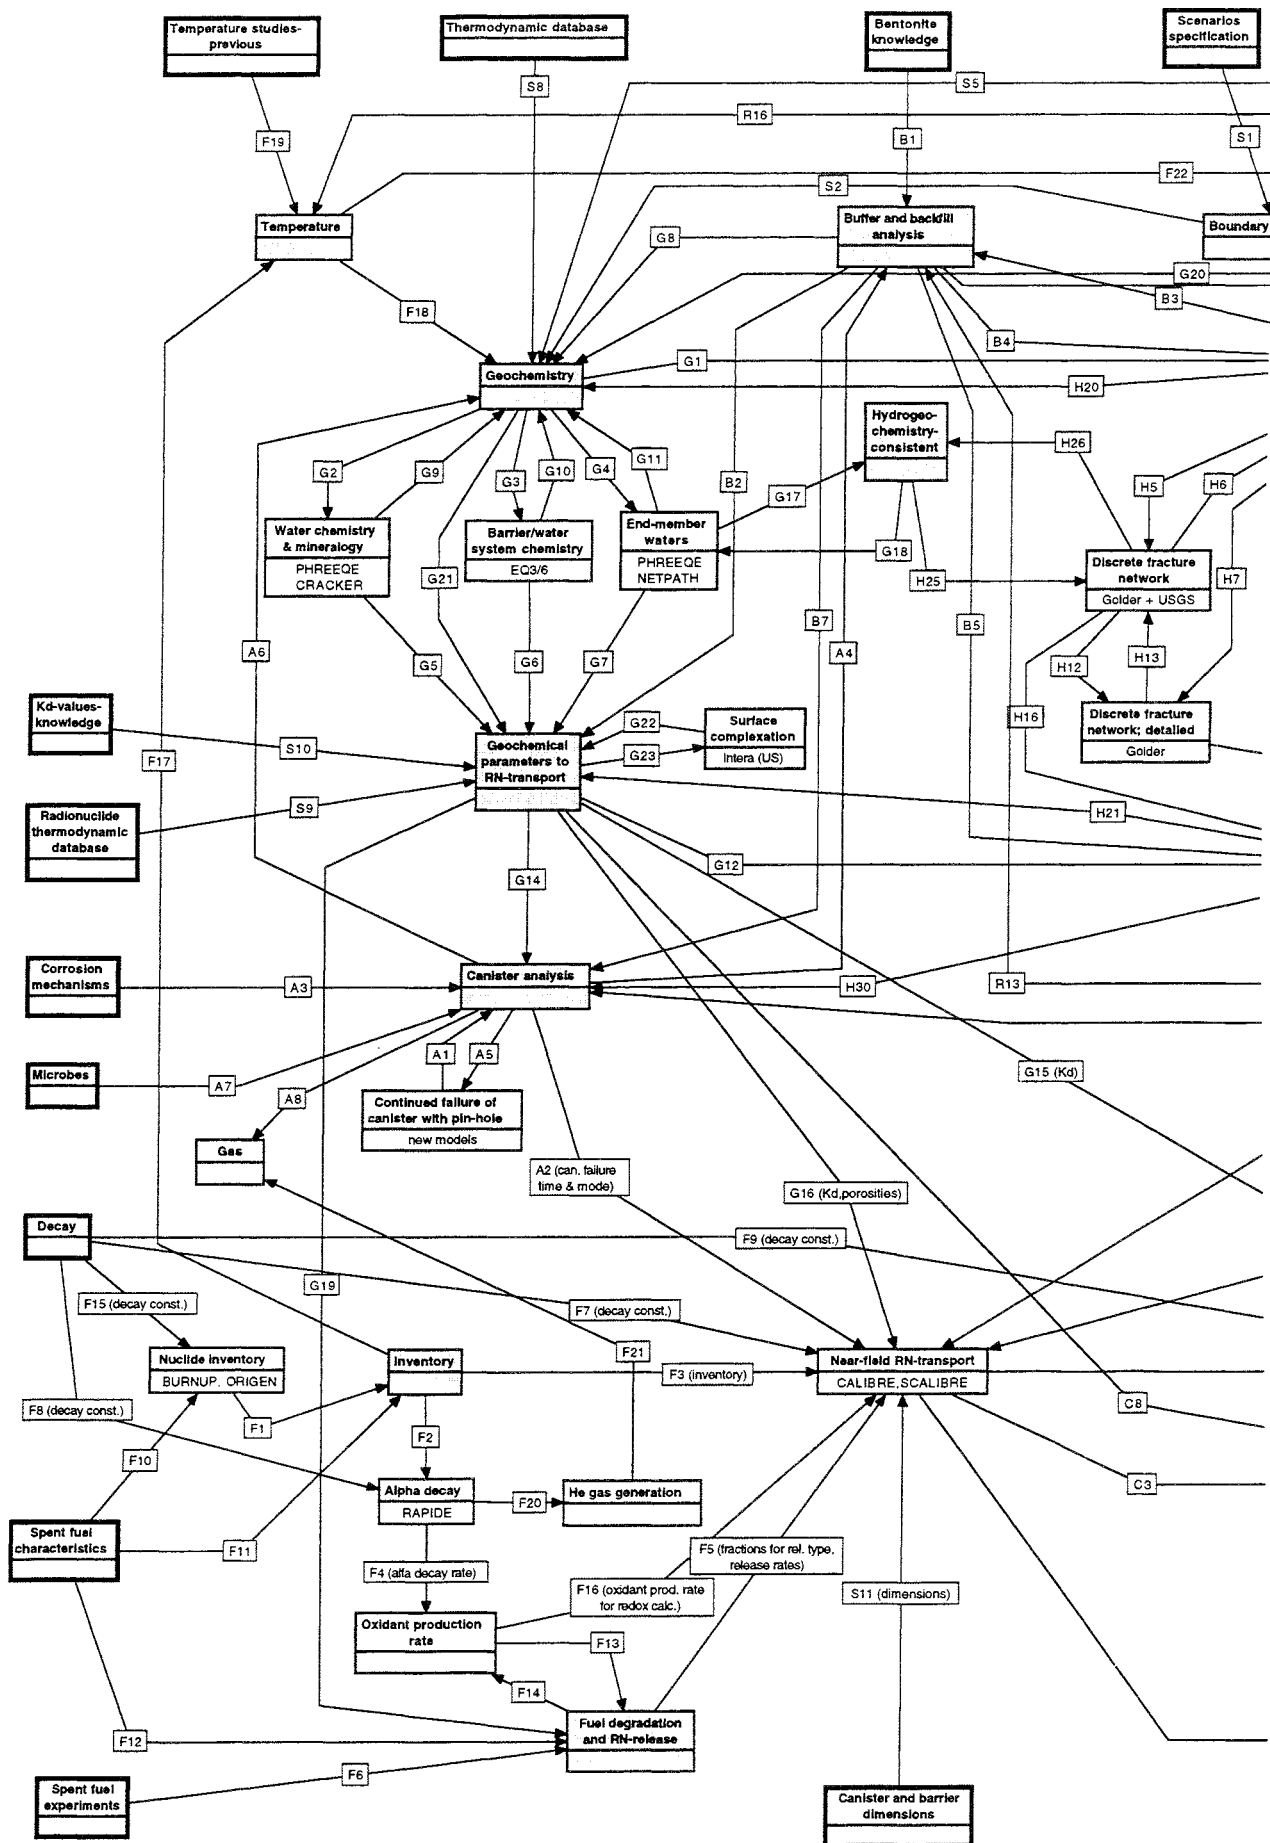 Temperature studies-
previous
Thermodynamic database
Bentonite
knowledge
Scenarios
specification
S8
S5
R16
F19
B1
S1
F22
S2
Temperature
Buffer and backfill
analysis
Boundary
G8
G20
B3
F18
B4
G1
Geochemistry
H20
Hydrogeo-
chemistry-
consistent
H26
G2
G9
G3
G10
G4
G11
B2
G17
H5
H6
Water chemistry
& mineralogy
PHREEQE
CRACKER
Barrier/water
system chemistry
EQ3/6
End-member
waters
PHREEQE
NETPATH
G18
H25
Discrete fracture
network
Golder + USGS
H7
G21
B7
B5
A6
G5
G6
G7
A4
H12
H13
Kd-values-
knowledge
S10
G22
G23
Surface
complexation
Intera (US)
H16
Discrete fracture
network; detailed
Golder
Geochemical
parameters to
RN-transport
F17
S9
Radionuclide
thermodynamic
database
H21
G12
G14
Corrosion
mechanisms
A3
Canister analysis
H30
R13
Microbes
A7
A1
A5
A8
G15 (Kd)
Continued failure of
canister with pin-hole
new models
Gas
A2 (can. failure
time & mode)
G16 (Kd,porosities)
Decay
F9 (decay const.)
G19
F15 (decay const.)
F7 (decay const.)
Nuclide inventory
BURNUP, ORIGEN
Inventory
F21
F3 (inventory)
Near-field RN-transport
CALIBRE,SCALIBRE
F8 (decay const.)
F1
F2
C8
F10
C3
Alpha decay
RAPIDE
F20
He gas generation
Spent fuel
characteristics
F11
F4 (alfa decay rate)
F5 (fractions for rel. type,
release rates)
F16 (oxidant prod. rate
for redox calc.)
S11 (dimensions)
Oxidant production
rate
F13
F14
Fuel degradation
and RN-release
F12
F6
Spent fuel
experiments
Canister and barrier
dimensions